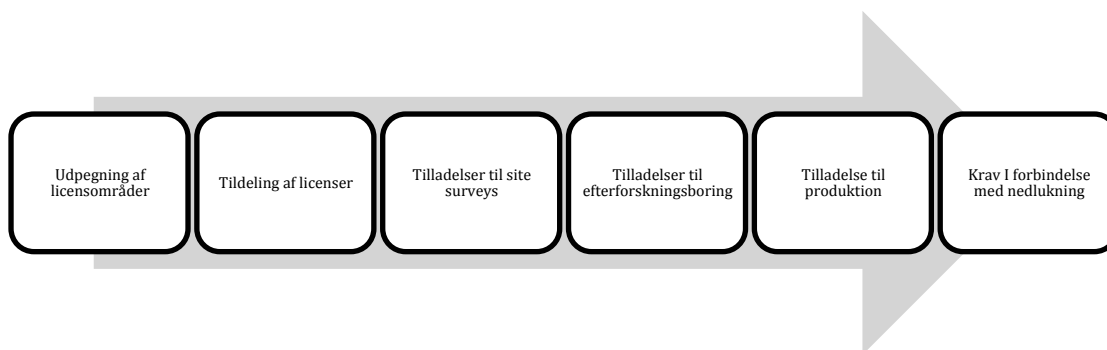 Udpegning af
licensområder
Tildeling af licenser
Tilladelser til site
surveys
Tilladelser til
efterforskningsboring
Tilladelse til
produktion
Krav I forbindelse
med nedlukning